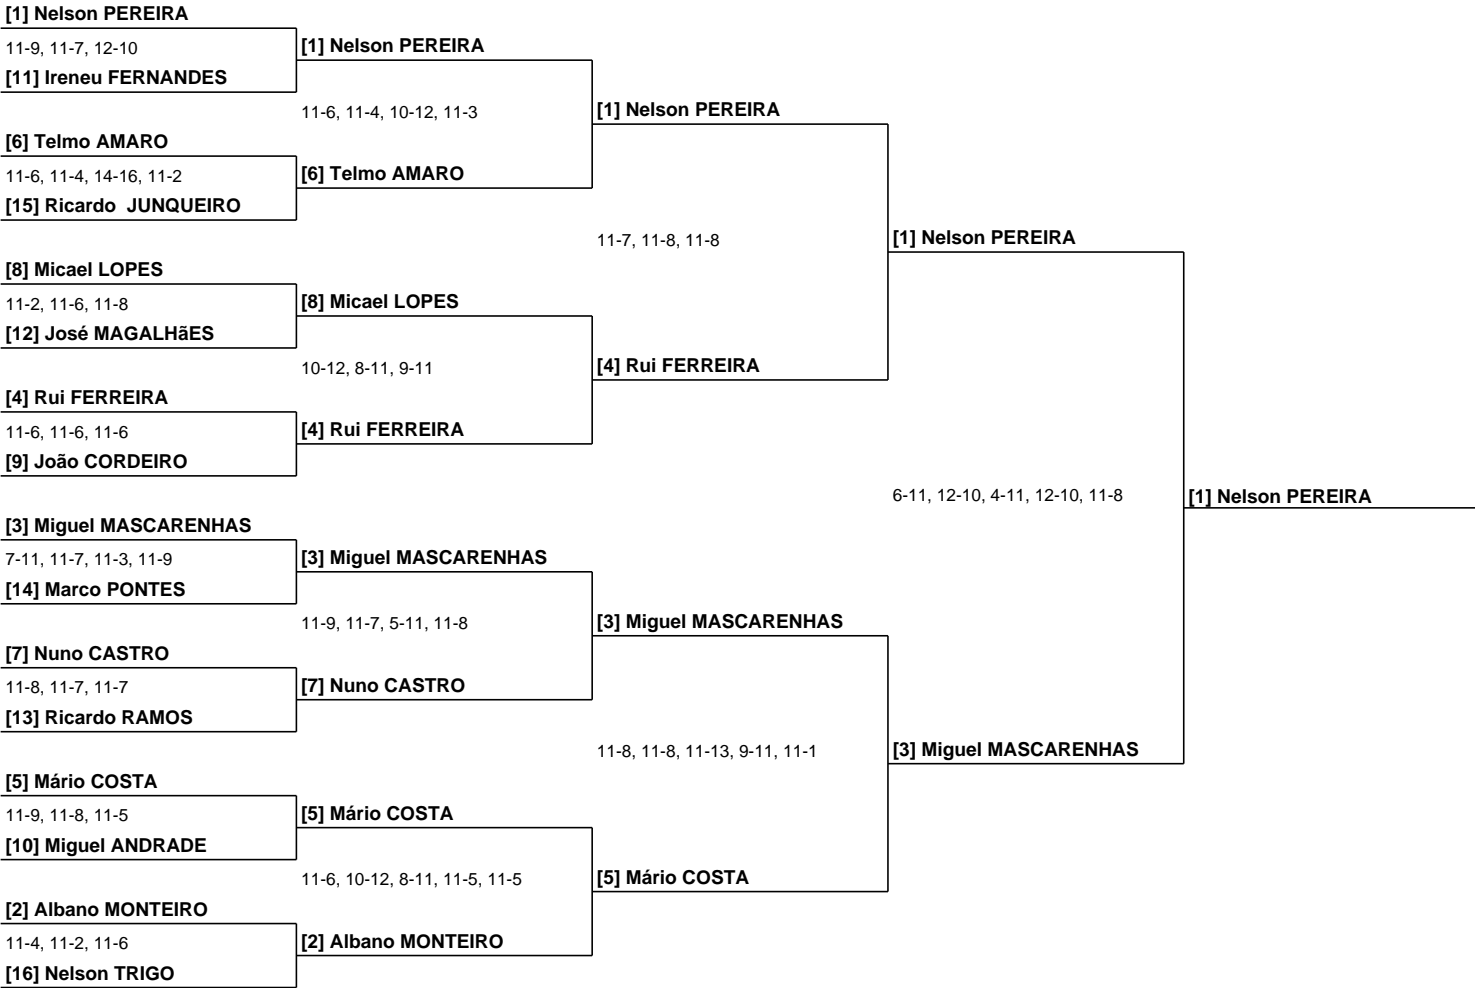 [1] Nelson PEREIRA
11-9, 11-7, 12-10
[11] Ireneu FERNANDES
[6] Telmo AMARO
11-6, 11-4, 14-16, 11-2
[15] Ricardo  JUNQUEIRO
[8] Micael LOPES
11-2, 11-6, 11-8
[12] José MAGALHãES
[4] Rui FERREIRA
11-6, 11-6, 11-6
[9] João CORDEIRO
[3] Miguel MASCARENHAS
7-11, 11-7, 11-3, 11-9
[14] Marco PONTES
[7] Nuno CASTRO
11-8, 11-7, 11-7
[13] Ricardo RAMOS
[5] Mário COSTA
11-9, 11-8, 11-5
[10] Miguel ANDRADE
[2] Albano MONTEIRO
11-4, 11-2, 11-6
[16] Nelson TRIGO
[1] Nelson PEREIRA
11-6, 11-4, 10-12, 11-3
[6] Telmo AMARO
[8] Micael LOPES
10-12, 8-11, 9-11
[4] Rui FERREIRA
[3] Miguel MASCARENHAS
11-9, 11-7, 5-11, 11-8
[7] Nuno CASTRO
[5] Mário COSTA
11-6, 10-12, 8-11, 11-5, 11-5
[2] Albano MONTEIRO
[1] Nelson PEREIRA
11-7, 11-8, 11-8
[4] Rui FERREIRA
[3] Miguel MASCARENHAS
11-8, 11-8, 11-13, 9-11, 11-1
[5] Mário COSTA
[1] Nelson PEREIRA
6-11, 12-10, 4-11, 12-10, 11-8
[3] Miguel MASCARENHAS
[1] Nelson PEREIRA